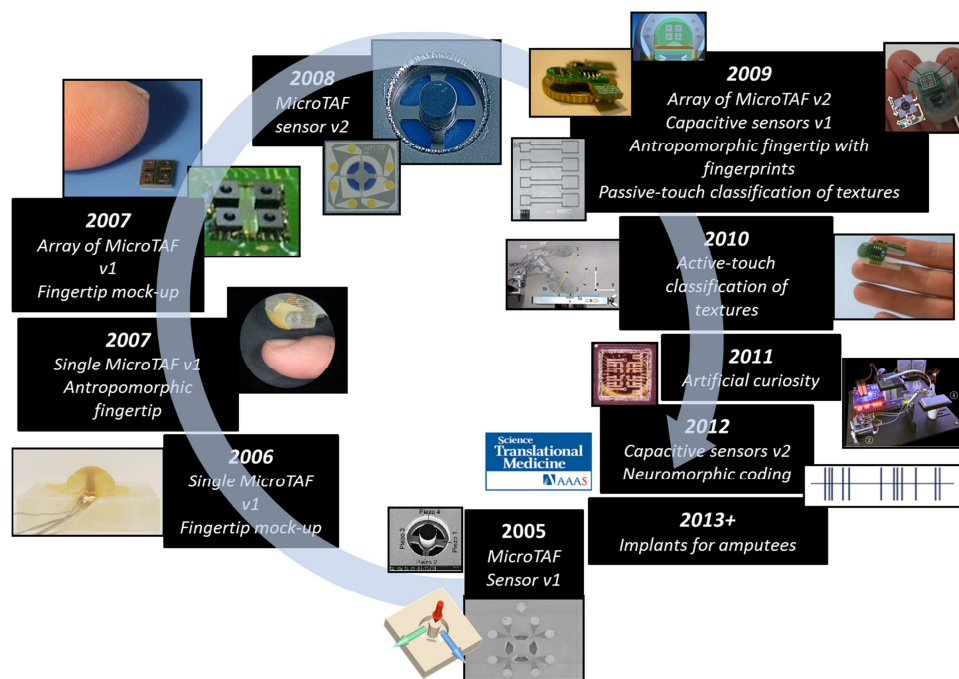 2008
MicroTAF
sensor v2
2009
Array of MicroTAF v2
Capacitive sensors v1
Antropomorphic fingertip with
fingerprints
Passive-touch classification of textures
2007
Array of MicroTAF
v1
Fingertip mock-up
2010
Active-touch
classification of
textures
2007
Single MicroTAF v1
Antropomorphic
fingertip
2011
Artificial curiosity
2012
Capacitive sensors v2
Neuromorphic coding
Science
Translational
Medicine
AAAS
2006
Single MicroTAF
v1
Fingertip mock-up
2013+
Implants for amputees
2005
MicroTAF
Sensor v1
Piezo 4
Piezo 3
Piezo 1
Piezo 2